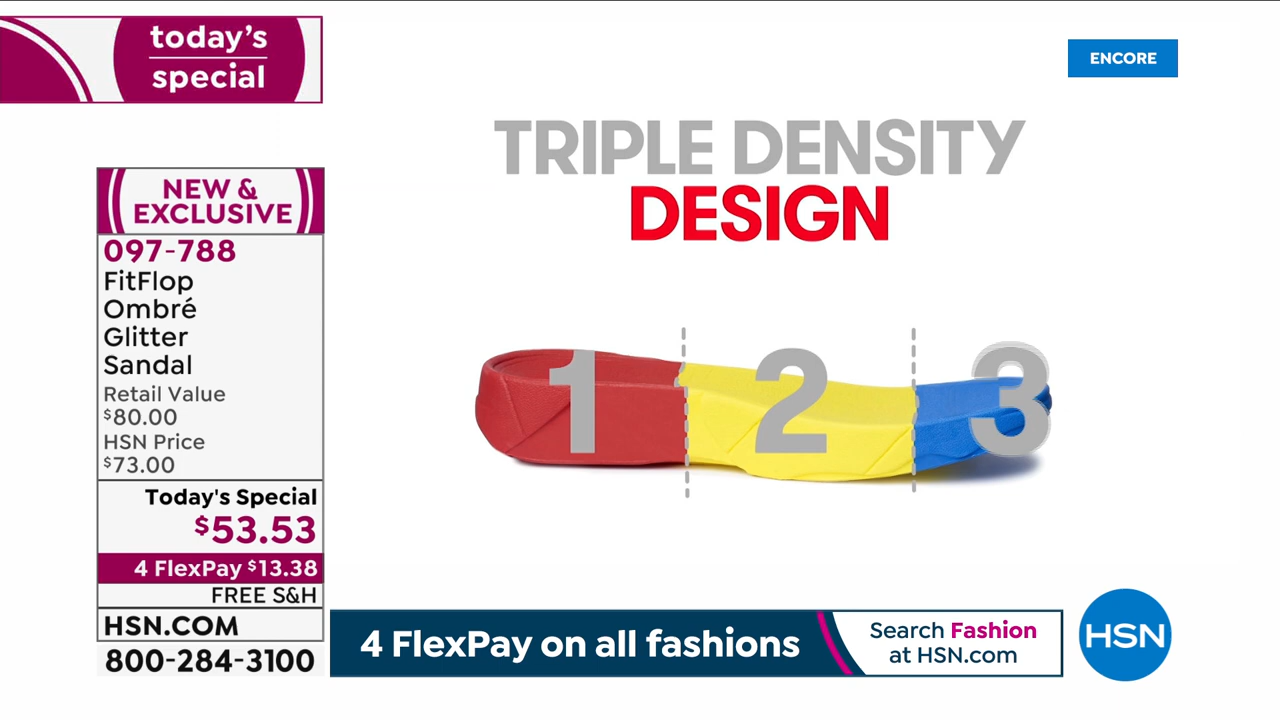 today's
special
ENCORE
TRIPLE DENSITY
DESIGN
NEW &
EXCLUSIVE
097-788
FitFlop
Ombré
Glitter
Sandal
Retail Value
$80.00
HSN Price
$73.00
Today's Special
$53.53
4 FlexPay $13.38
FREE S&H
HSN.COM
800-284-3100
1 2 3
4 FlexPay on all fashions
Search Fashion
at HSN.com
HSN